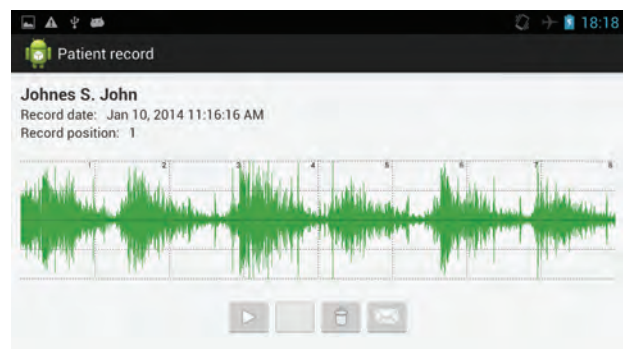 18:18
Patient record
Johnes S. John
Record date: Jan 10, 2014 11:16:16 AM
Record position: 1
1 2 3 4 5 6 7 8